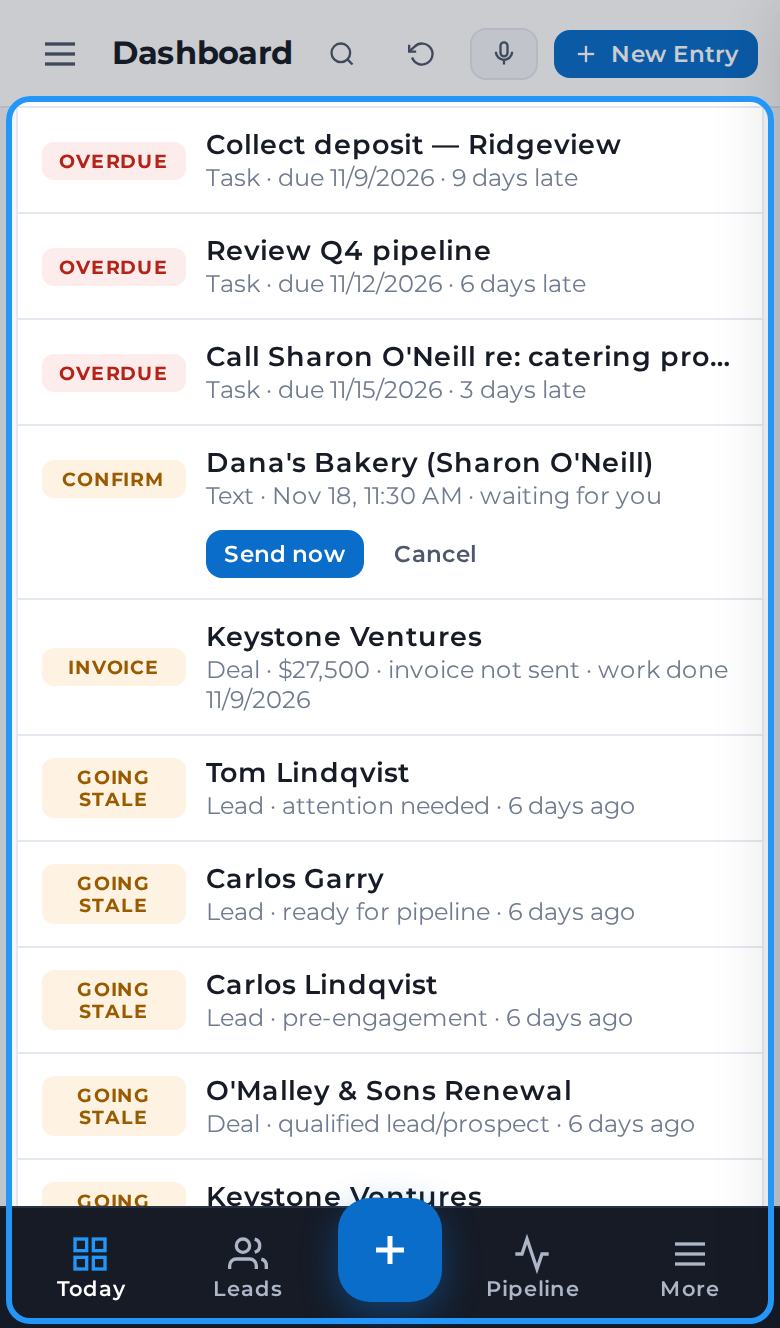 Dashboard
New Entry
OVERDUE
Collect deposit — Ridgeview
Task · due 11/9/2026 · 9 days late
OVERDUE
Review Q4 pipeline
Task · due 11/12/2026 · 6 days late
OVERDUE
Call Sharon O'Neill re: catering pro...
Task · due 11/15/2026 · 3 days late
CONFIRM
Dana's Bakery (Sharon O'Neill)
Text · Nov 18, 11:30 AM · waiting for you
Send now
Cancel
INVOICE
Keystone Ventures
Deal · $27,500 · invoice not sent · work done
11/9/2026
GOING
STALE
Tom Lindqvist
Lead · attention needed · 6 days ago
GOING
STALE
Carlos Garry
Lead · ready for pipeline · 6 days ago
GOING
STALE
Carlos Lindqvist
Lead · pre-engagement · 6 days ago
GOING
STALE
O'Malley & Sons Renewal
Deal · qualified lead/prospect · 6 days ago
GOING
Keystone Ventures
Today
Leads
Pipeline
More